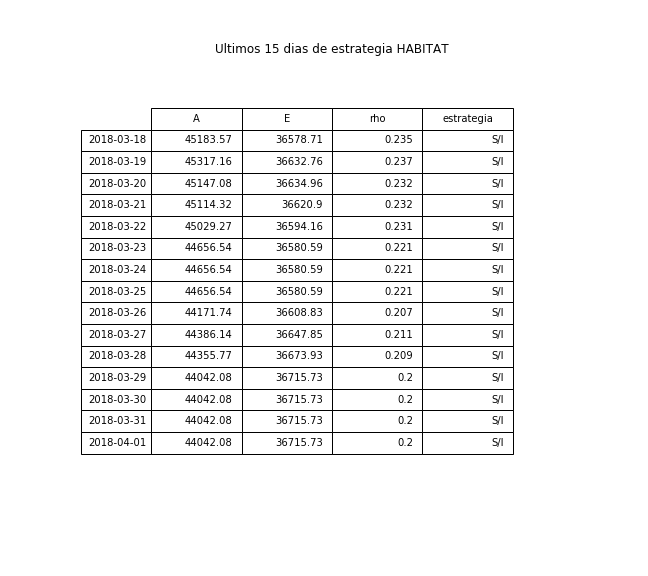 Ultimos 15 dias de estrategia HABITAT
A E rho estrategia
2018-03-18 45183.57 36578.71 0.235 S/I
2018-03-19 45317.16 36632.76 0.237 S/I
2018-03-20 45147.08 36634.96 0.232 S/I
2018-03-21 45114.32 36620.9 0.232 S/I
2018-03-22 45029.27 36594.16 0.231 S/I
2018-03-23 44656.54 36580.59 0.221 S/I
2018-03-24 44656.54 36580.59 0.221 S/I
2018-03-25 44656.54 36580.59 0.221 S/I
2018-03-26 44171.74 36608.83 0.207 S/I
2018-03-27 44386.14 36647.85 0.211 S/I
2018-03-28 44355.77 36673.93 0.209 S/I
2018-03-29 44042.08 36715.73 0.2 S/I
2018-03-30 44042.08 36715.73 0.2 S/I
2018-03-31 44042.08 36715.73 0.2 S/I
2018-04-01 44042.08 36715.73 0.2 S/I